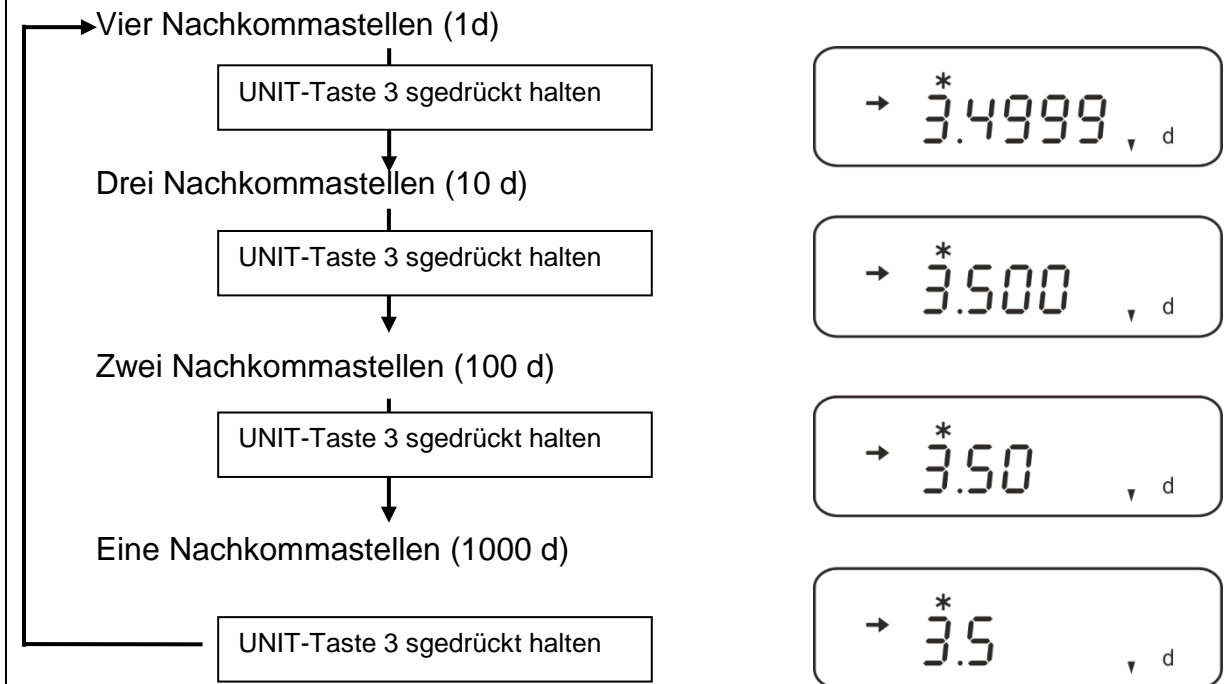 Vier Nachkommastellen (1d)
UNIT-Taste 3 sgedrückt halten
* 
→ 3.4999 ▼ d
Drei Nachkommastellen (10 d)
UNIT-Taste 3 sgedrückt halten
*
→ 3.500 ▼ d
Zwei Nachkommastellen (100 d)
UNIT-Taste 3 sgedrückt halten
*
→ 3.50 ▼ d
Eine Nachkommastellen (1000 d)
UNIT-Taste 3 sgedrückt halten
*
→ 3.5 ▼ d